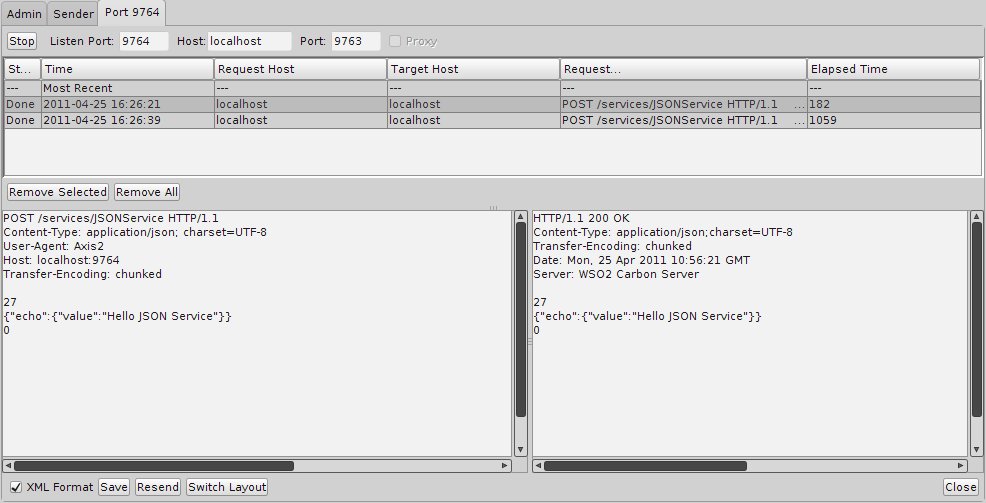 Admin Sender Port 9764
Stop Listen Port: 9764 Host: localhost Port: 9763 Proxy
St... Time Request Host Target Host Request... Elapsed Time
--- Most Recent --- --- --- ---
Done 2011-04-25 16:26:21 localhost localhost POST /services/JSONService HTTP/1.1 ... 182
Done 2011-04-25 16:26:39 localhost localhost POST /services/JSONService HTTP/1.1 ... 1059
Remove Selected Remove All
POST /services/JSONService HTTP/1.1
Content-Type: application/json; charset=UTF-8
User-Agent: Axis2
Host: localhost:9764
Transfer-Encoding: chunked
27
{"echo":{"value":"Hello JSON Service"}}
0
HTTP/1.1 200 OK
Content-Type: application/json;charset=UTF-8
Transfer-Encoding: chunked
Date: Mon, 25 Apr 2011 10:56:21 GMT
Server: WSO2 Carbon Server
27
{"echo":{"value":"Hello JSON Service"}}
0
XML Format Save Resend Switch Layout Close